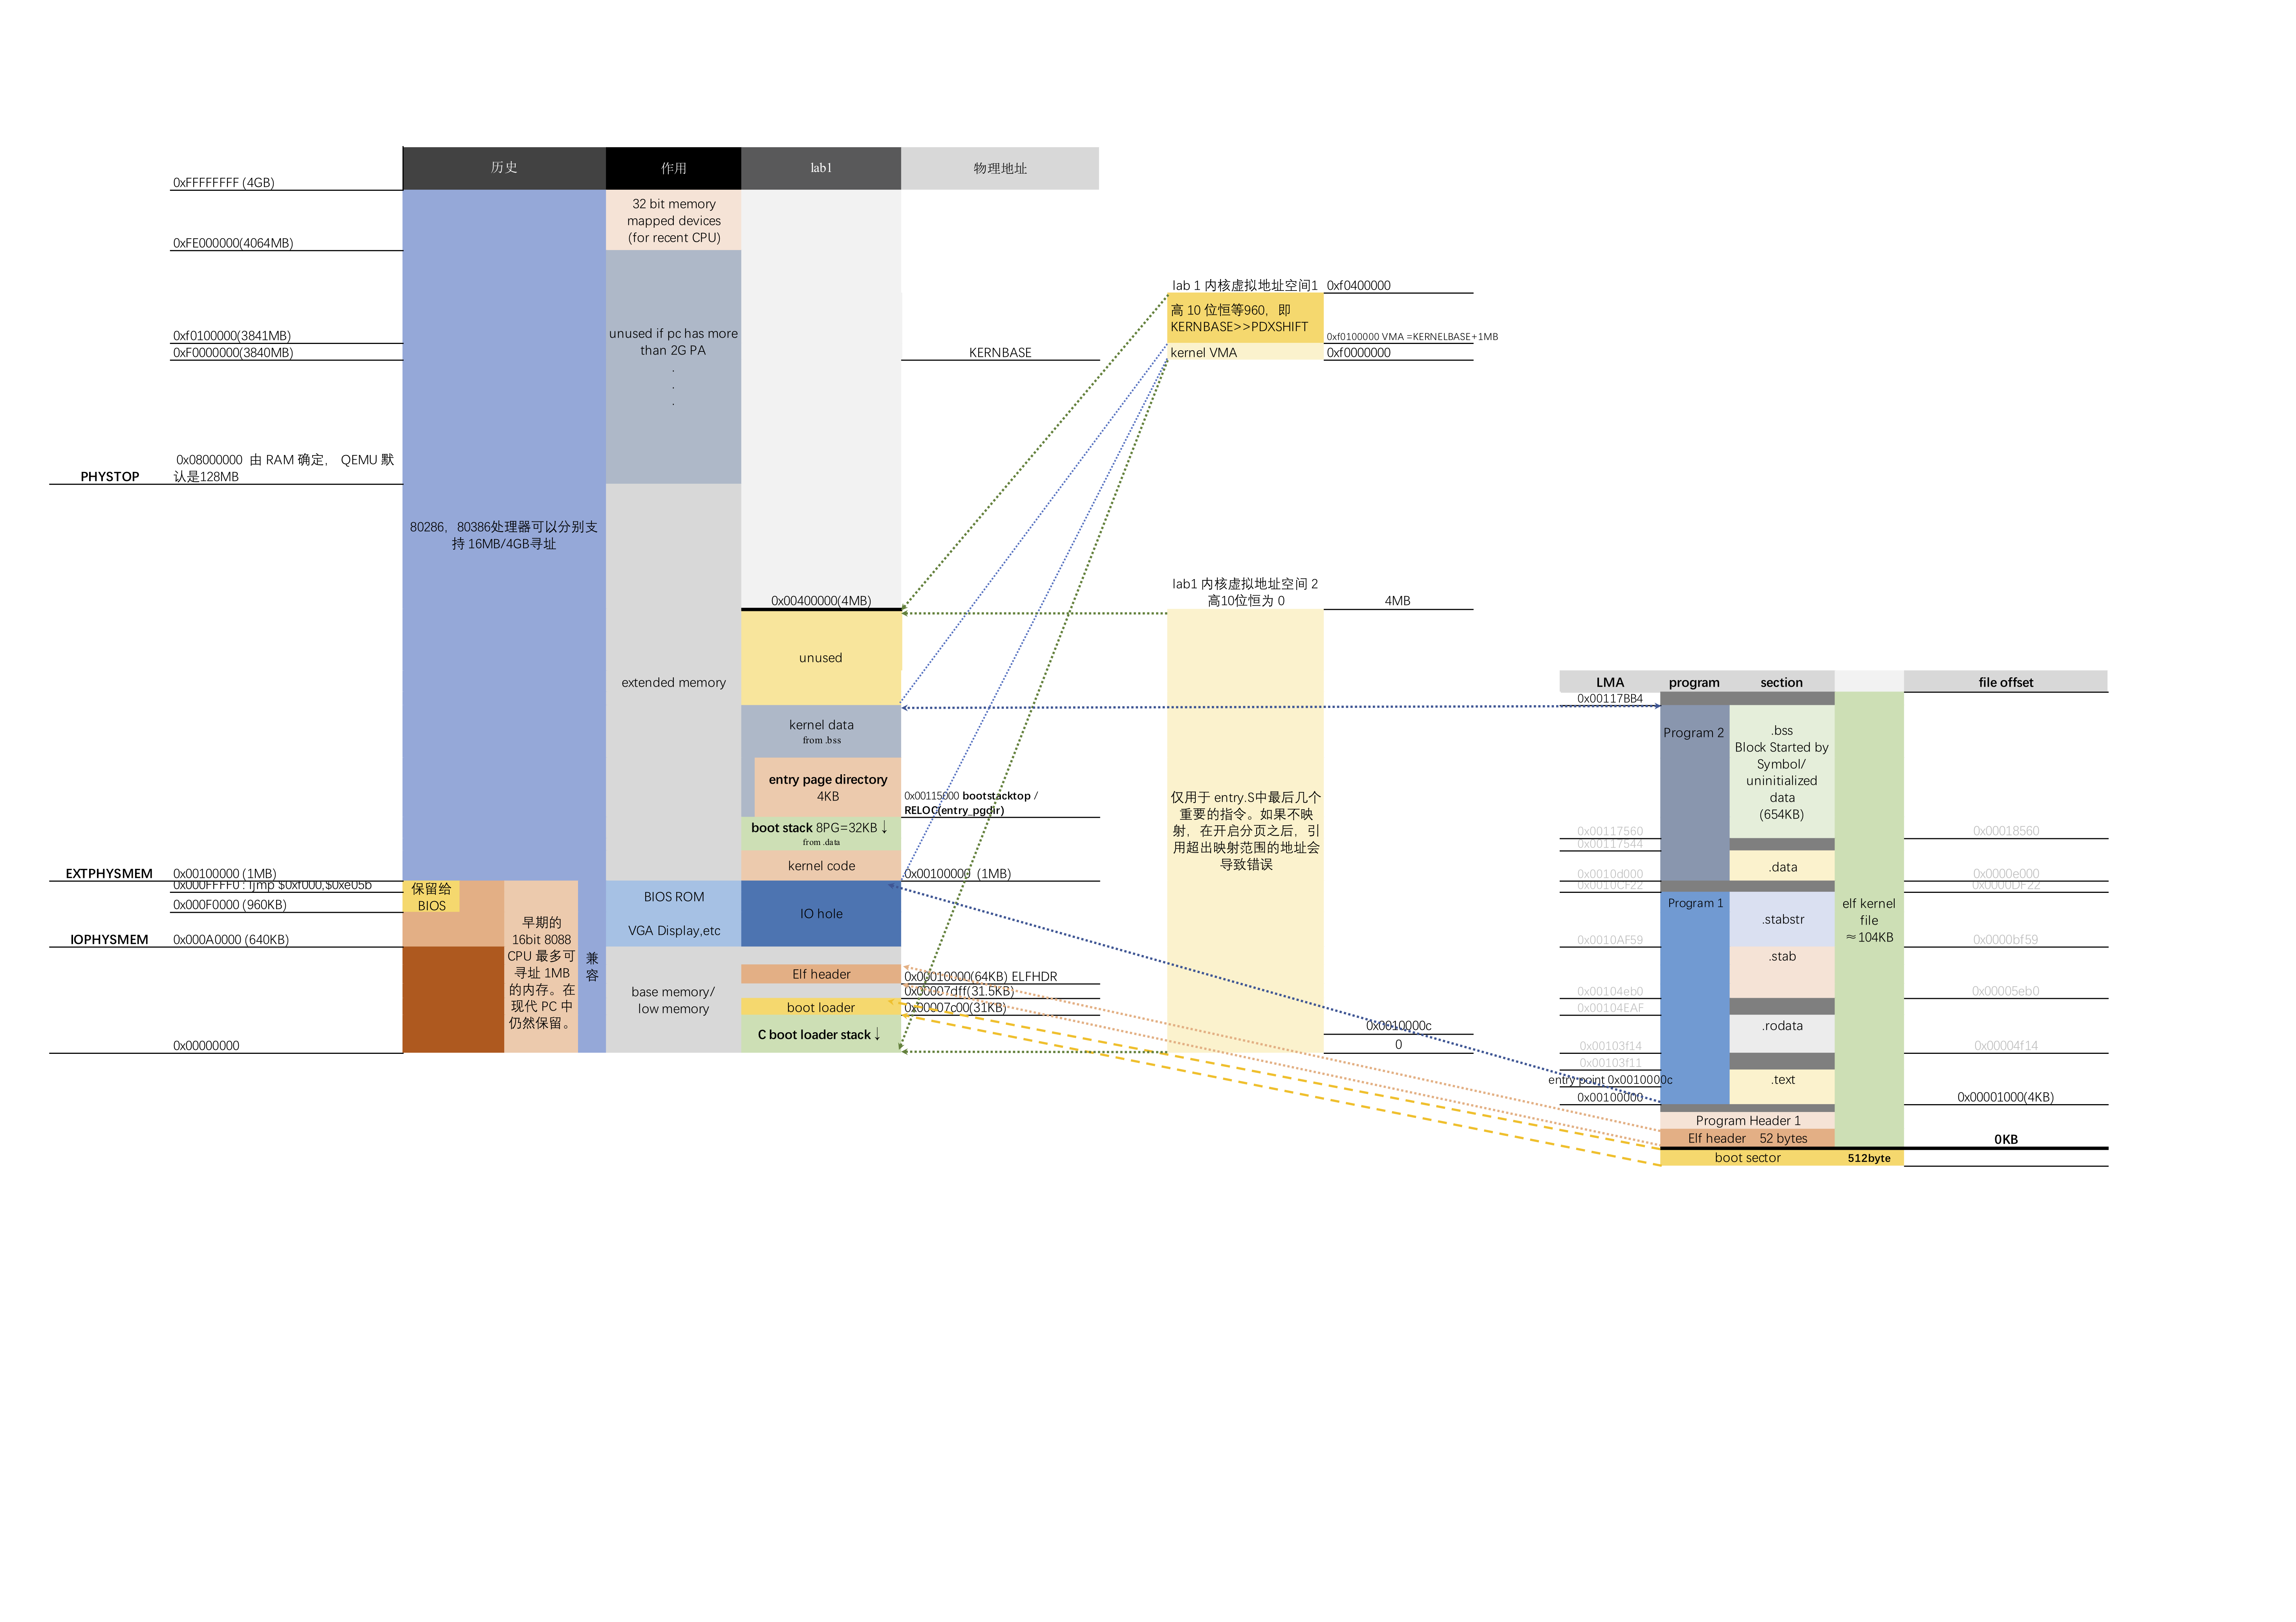 历史
作用
lab1
物理地址
0xFFFFFFFF (4GB)
32 bit memory
mapped devices
(for recent CPU)
0xFE000000(4064MB)
0xf0100000(3841MB)
0xF0000000(3840MB)
unused if pc has more
than 2G PA
.
.
.
KERNBASE
PHYSTOP
0x08000000 由 RAM 确定， QEMU 默
认是128MB
80286，80386处理器可以分别支
持 16MB/4GB寻址
0x00400000(4MB)
unused
extended memory
kernel data
from .bss
entry page directory
4KB
0x00115000 bootstacktop /
RELOC(entry_pgdir)
boot stack 8PG=32KB↓
from .data
kernel code
EXTPHYSMEM
0x00100000 (1MB)
0x00100000 (1MB)
0x000FFFF0 : ljmp $0xf000,$0xe05b
0x000F0000 (960KB)
保留给
BIOS
IOPHYSMEM
0x000A0000 (640KB)
早期的
16bit 8088
CPU 最多可
寻址 1MB
的内存。在
现代 PC 中
仍然保留。
兼
容
BIOS ROM
VGA Display,etc
IO hole
base memory/
low memory
Elf header
0x00010000(64KB) ELFHDR
0x00007dff(31.5KB)
boot loader
0x00007c00(31KB)
C boot loader stack↓
0x00000000
lab 1 内核虚拟地址空间1
0xf0400000
高 10 位恒等960，即
KERNBASE>>PDXSHIFT
0xf0100000 VMA =KERNELBASE+1MB
kernel VMA
0xf0000000
lab1 内核虚拟地址空间 2
高10位恒为 0
4MB
仅用于 entry.S中最后几个
重要的指令。如果不映
射，在开启分页之后，引
用超出映射范围的地址会
导致错误
0x0010000c
0
LMA
program
section
file offset
0x00117BB4
Program 2
.bss
Block Started by
Symbol/
uninitialized
data
(654KB)
0x00117560
0x00018560
0x00117544
.data
0x0010d000
0x0000e000
0x0010CF22
0x0000DF22
Program 1
.stabstr
elf kernel
file
≈104KB
0x0010AF59
0x0000bf59
.stab
0x00104eb0
0x00005eb0
0x00104EAF
.rodata
0x00103f14
0x00004f14
0x00103f11
entry point 0x0010000c
.text
0x00100000
0x00001000(4KB)
Program Header 1
Elf header 52 bytes
0KB
boot sector
512byte